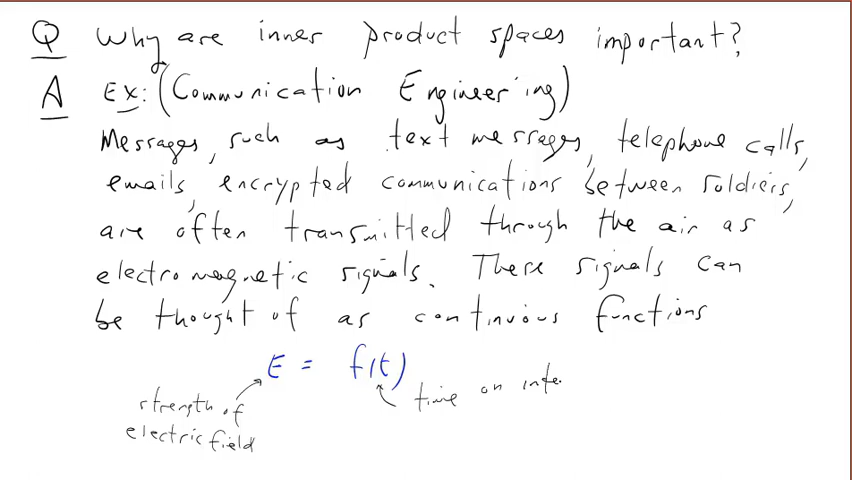 Q Why are inner product spaces important?
A Ex: (Communication Engineering)
Messages, such as text messages, telephone calls,
emails, encrypted communications between soldiers,
are often transmitted through the air as
electromagnetic signals. These signals can
be thought of as continuous functions
E = f(t)
strength of
electric field
time on inte